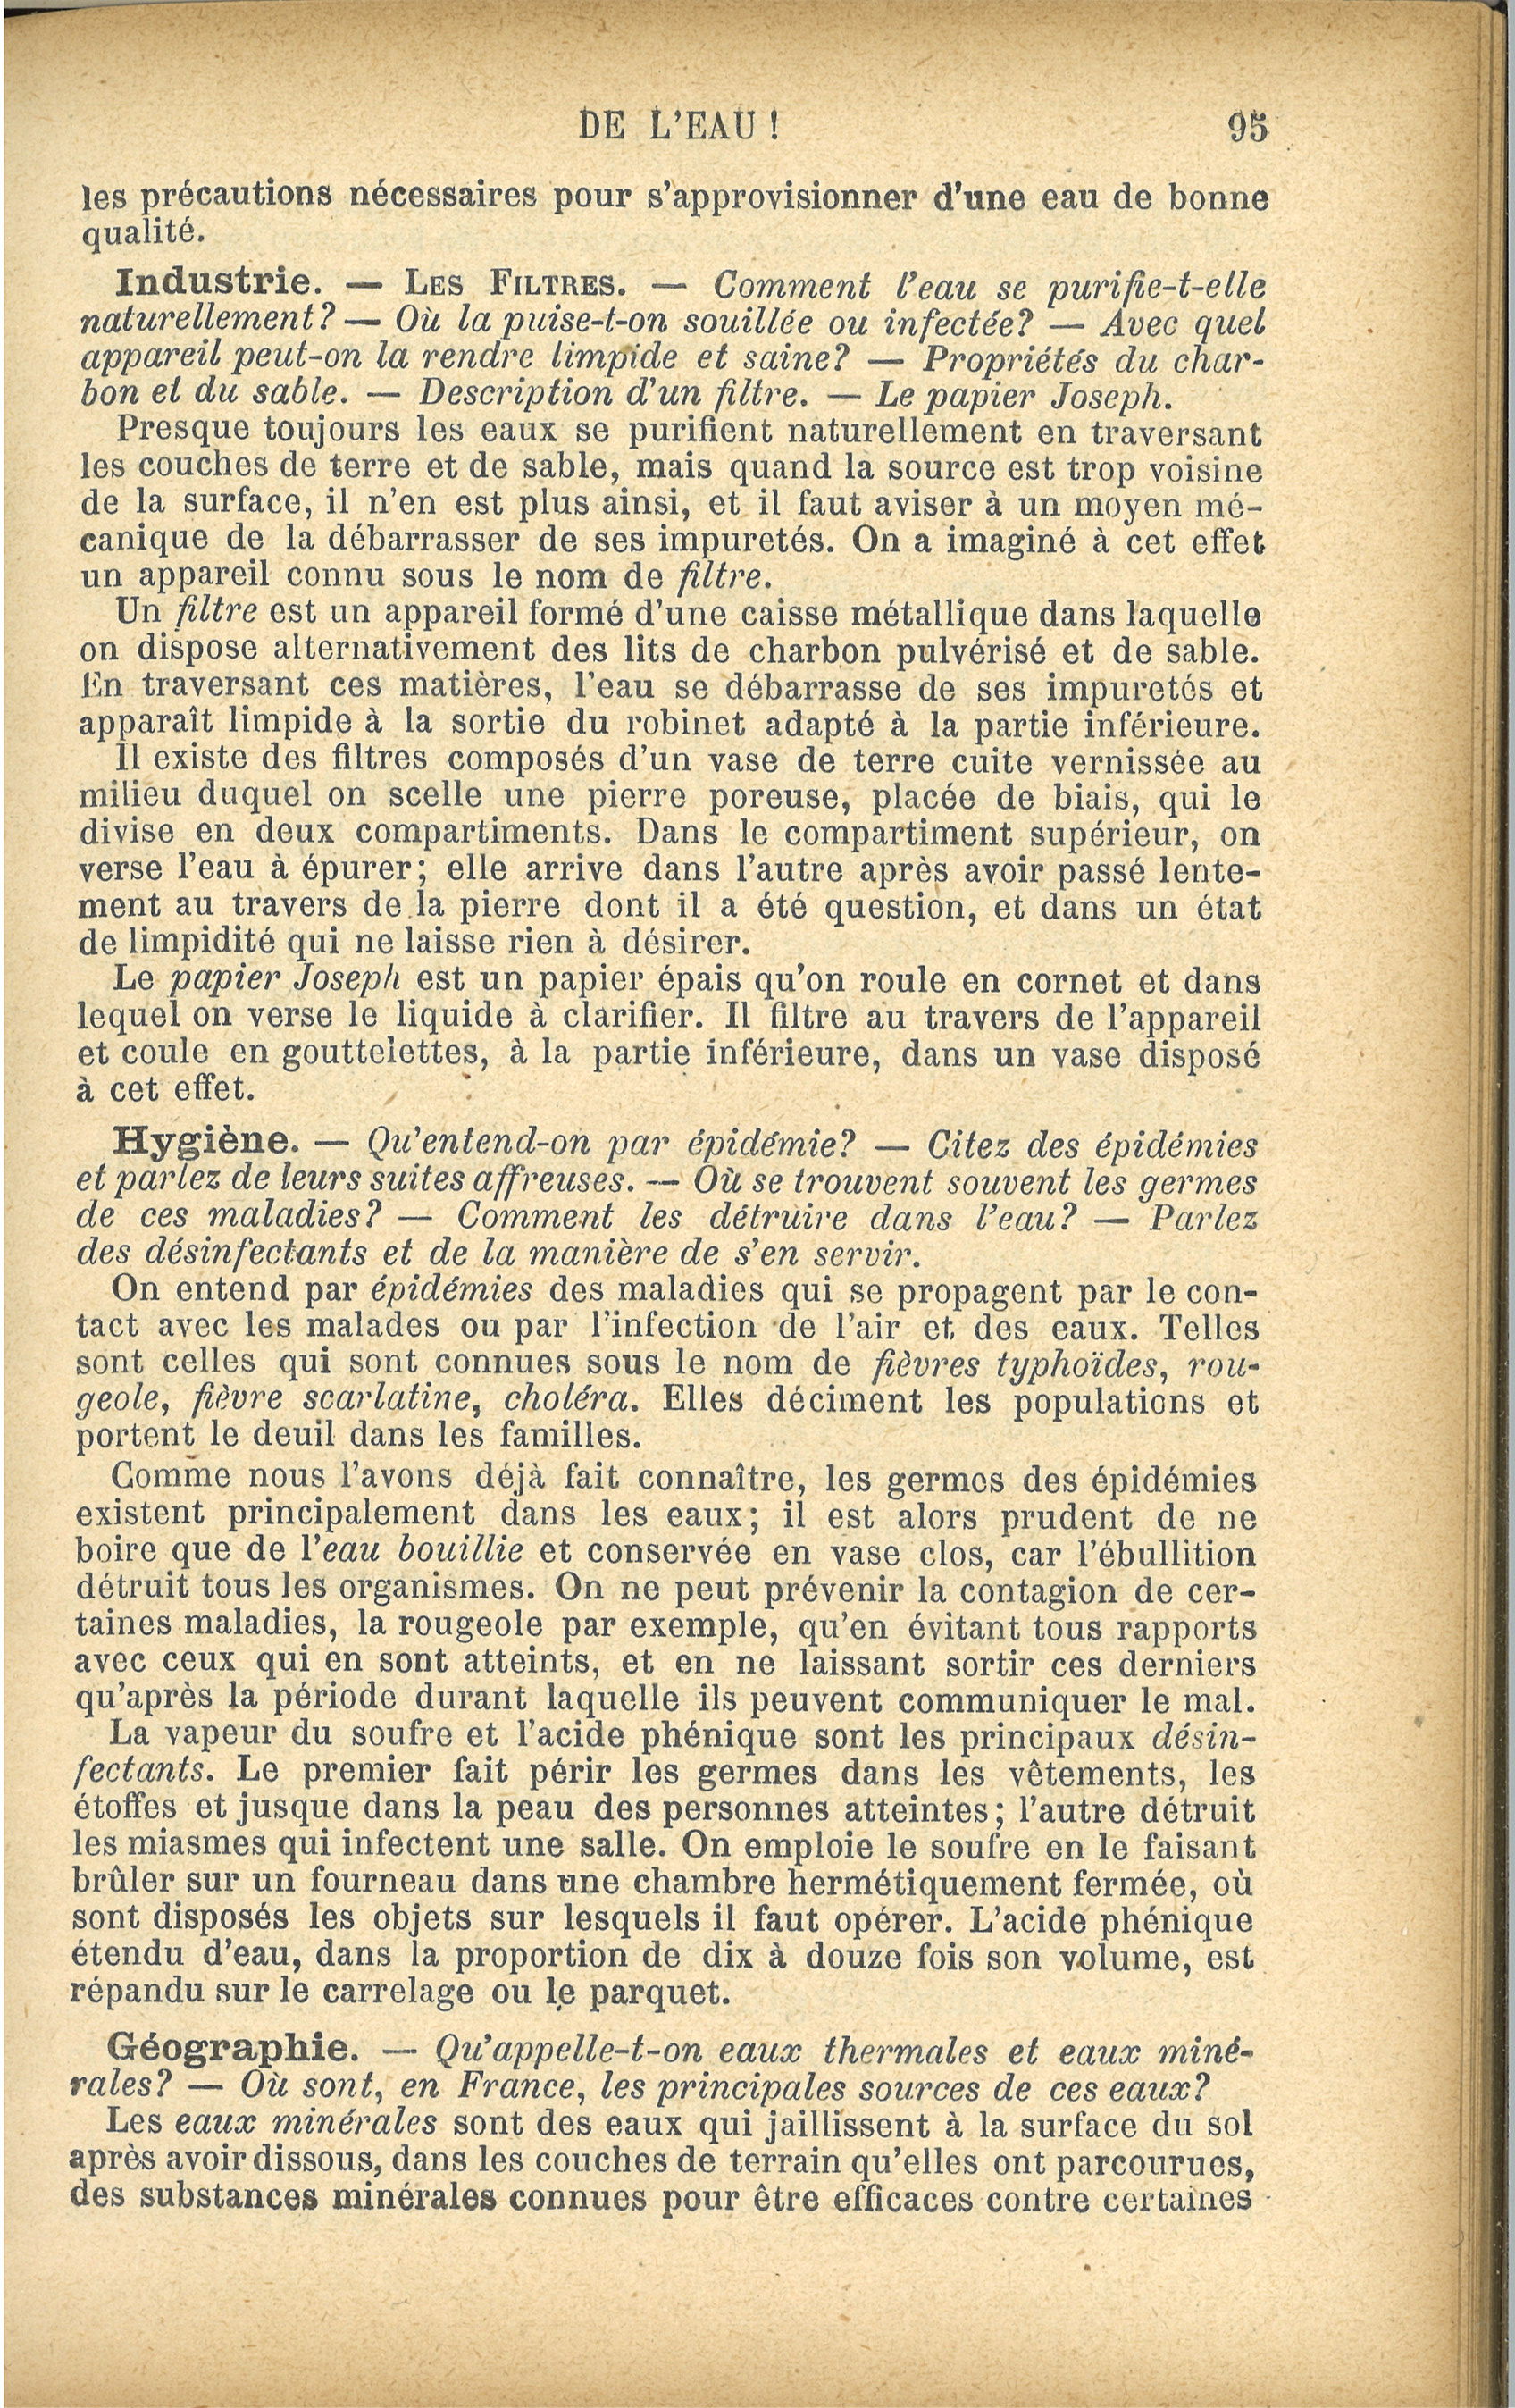 DE L'EAU !
95
les précautions nécessaires pour s'approvisionner d'une eau de bonne
qualité.
Industrie. — LES FILTRES. — Comment l'eau se purifie-t-elle
naturellement? — Où la puise-t-on souillée ou infectée? — Avec quel
appareil peut-on la rendre limpide et saine? — Propriétés du char-
bon et du sable. — Description d'un filtre. — Le papier Joseph.
Presque toujours les eaux se purifient naturellement en traversant
les couches de terre et de sable, mais quand la source est trop voisine
de la surface, il n'en est plus ainsi, et il faut aviser à un moyen mé-
canique de la débarrasser de ses impuretés. On a imaginé à cet effet
un appareil connu sous le nom de filtre.
Un filtre est un appareil formé d'une caisse métallique dans laquelle
on dispose alternativement des lits de charbon pulvérisé et de sable.
En traversant ces matières, l'eau se débarrasse de ses impuretés et
apparaît limpide à la sortie du robinet adapté à la partie inférieure.
Il existe des filtres composés d'un vase de terre cuite vernissée au
milieu duquel on scelle une pierre poreuse, placée de biais, qui le
divise en deux compartiments. Dans le compartiment supérieur, on
verse l'eau à épurer; elle arrive dans l'autre après avoir passé lente-
ment au travers de la pierre dont il a été question, et dans un état
de limpidité qui ne laisse rien à désirer.
Le papier Joseph est un papier épais qu'on roule en cornet et dans
lequel on verse le liquide à clarifier. Il filtre au travers de l'appareil
et coule en gouttelettes, à la partie inférieure, dans un vase disposé
à cet effet.
Hygiène. — Qu'entend-on par épidémie? — Citez des épidémies
et parlez de leurs suites affreuses. — Où se trouvent souvent les germes
de ces maladies? — Comment les détruire dans l'eau? — Parlez
des désinfectants et de la manière de s'en servir.
On entend par épidémies des maladies qui se propagent par le con-
tact avec les malades ou par l'infection de l'air et des eaux. Telles
sont celles qui sont connues sous le nom de fièvres typhoïdes, rou-
geole, fièvre scarlatine, choléra. Elles déciment les populations et
portent le deuil dans les familles.
Comme nous l'avons déjà fait connaître, les germes des épidémies
existent principalement dans les eaux; il est alors prudent de ne
boire que de l'eau bouillie et conservée en vase clos, car l'ébullition
détruit tous les organismes. On ne peut prévenir la contagion de cer-
taines maladies, la rougeole par exemple, qu'en évitant tous rapports
avec ceux qui en sont atteints, et en ne laissant sortir ces derniers
qu'après la période durant laquelle ils peuvent communiquer le mal.
La vapeur du soufre et l'acide phénique sont les principaux désin-
fectants. Le premier fait périr les germes dans les vêtements, les
étoffes et jusque dans la peau des personnes atteintes; l'autre détruit
les miasmes qui infectent une salle. On emploie le soufre en le faisant
brûler sur un fourneau dans une chambre hermétiquement fermée, où
sont disposés les objets sur lesquels il faut opérer. L'acide phénique
étendu d'eau, dans la proportion de dix à douze fois son volume, est
répandu sur le carrelage ou le parquet.
Géographie. — Qu'appelle-t-on eaux thermales et eaux miné-
rales? — Où sont, en France, les principales sources de ces eaux?
Les eaux minérales sont des eaux qui jaillissent à la surface du sol
après avoir dissous, dans les couches de terrain qu'elles ont parcourues,
des substances minérales connues pour être efficaces contre certaines